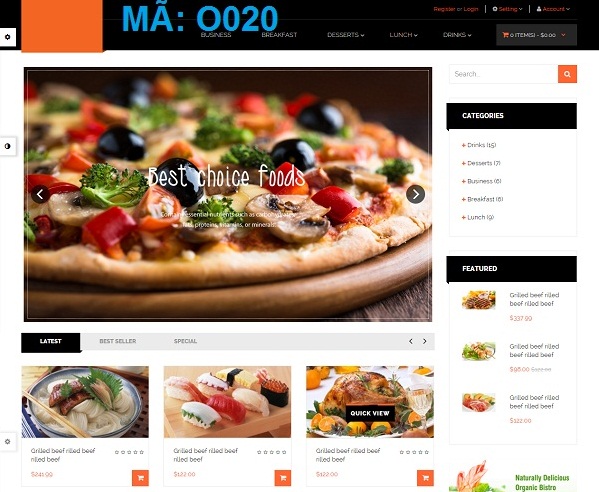 Register or Login
Setting
Account
MÃ: O020
BUSINESS
BREAKFAST
DESSERTS
LUNCH
DRINKS
0 ITEM(S) - $0.00
Search...
Best choice foods
Contain essential nutrients such as carbohydrates,
fats, proteins, vitamins, or minerals
CATEGORIES
Drinks (15)
Desserts (7)
Business (6)
Breakfast (6)
Lunch (9)
FEATURED
Grilled beef rilled
beef rilled beef
$337.99
Grilled beef rilled
beef rilled beef
$98.00 $122.00
Grilled beef rilled
beef rilled beef
$122.00
LATEST
BEST SELLER
SPECIAL
QUICK VIEW
Grilled beef rilled beef
rilled beef
$241.99
Grilled beef rilled beef
rilled beef
$122.00
Grilled beef rilled beef
rilled beef
$122.00
Naturally Delicious
Organic Bistro